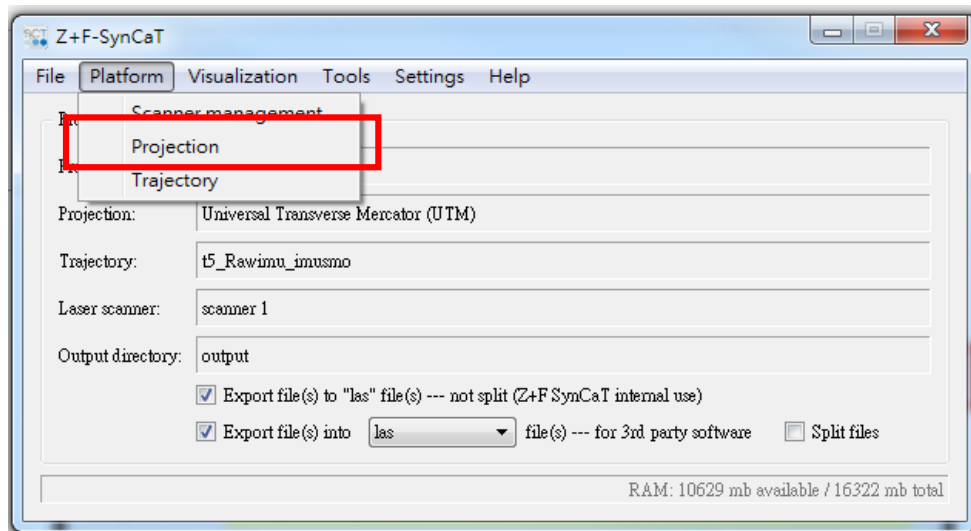 Z+F-SynCaT
File Platform Visualization Tools Settings Help
Scanner management
Projection
Trajectory
Projection: Universal Transverse Mercator (UTM)
Trajectory: t5_Rawimu_imusmo
Laser scanner: scanner 1
Output directory: output
Export file(s) to "las" file(s) --- not split (Z+F SynCaT internal use)
Export file(s) into las file(s) --- for 3rd party software Split files
RAM: 10629 mb available / 16322 mb total